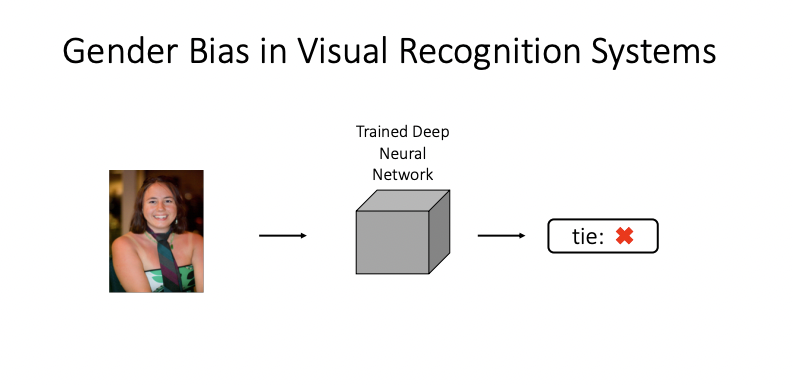 Gender Bias in Visual Recognition Systems
Trained Deep
Neural
Network
tie: ✖